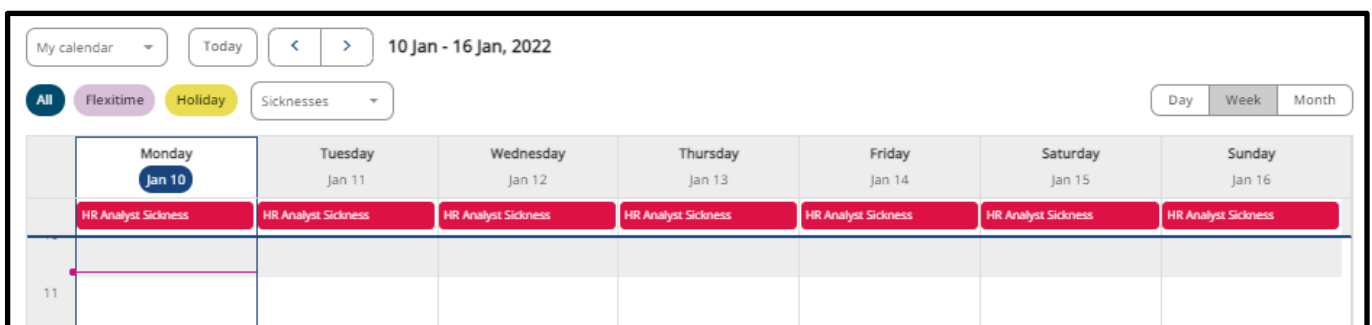 My calendar Today < > 10 Jan - 16 Jan, 2022
All Flexitime Holiday Sicknesses Day Week Month
Monday Tuesday Wednesday Thursday Friday Saturday Sunday
Jan 10 Jan 11 Jan 12 Jan 13 Jan 14 Jan 15 Jan 16
HR Analyst Sickness HR Analyst Sickness HR Analyst Sickness HR Analyst Sickness HR Analyst Sickness HR Analyst Sickness HR Analyst Sickness
11